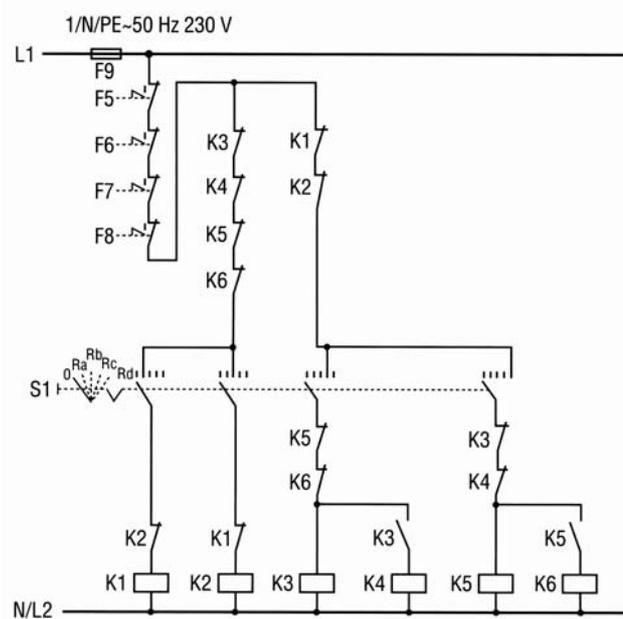 1/N/PE~50 Hz 230 V
L1
F9
F5
F6
F7
F8
K3
K4
K5
K6
K1
K2
S1
0
Ra
Rb
Rc
Rd
K5
K6
K3
K4
K2
K1
K3
K5
K1
K2
K3
K4
K5
K6
N/L2